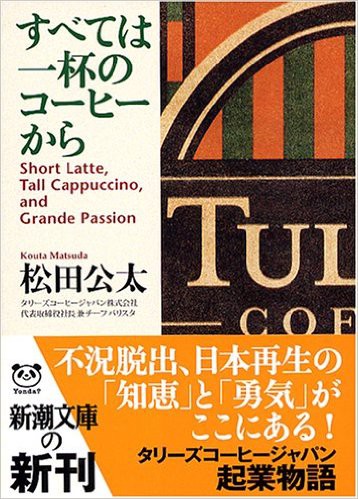 すべては
一杯の
コーヒー
から
Short Latte,
Tall Cappuccino,
and
Grande Passion
Kouta Matsuda
松田公太
タリーズコーヒージャパン株式会社
代表取締役社長 兼 チーフバリスタ
TUL
COF
不況脱出、日本再生の
「知恵」と「勇気」が
ここにある!
タリーズコーヒージャパン
起業物語
Yonda?
新潮文庫
の
新刊